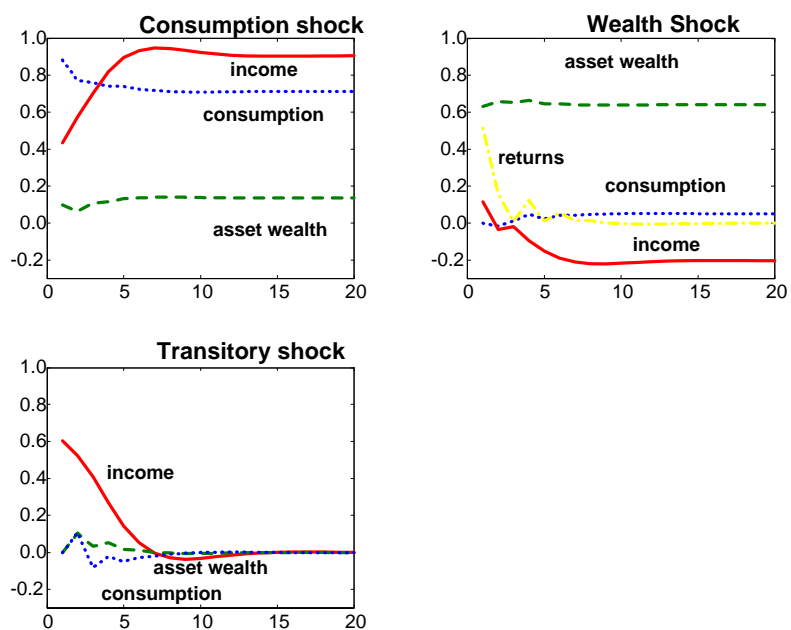 Consumption shock
1.0
0.8
0.6
0.4
0.2
0.0
-0.2
0 5 10 15 20
income
consumption
asset wealth
Wealth Shock
1.0
0.8
0.6
0.4
0.2
0.0
-0.2
0 5 10 15 20
asset wealth
returns
consumption
income
Transitory shock
1.0
0.8
0.6
0.4
0.2
0.0
-0.2
0 5 10 15 20
income
asset wealth
consumption